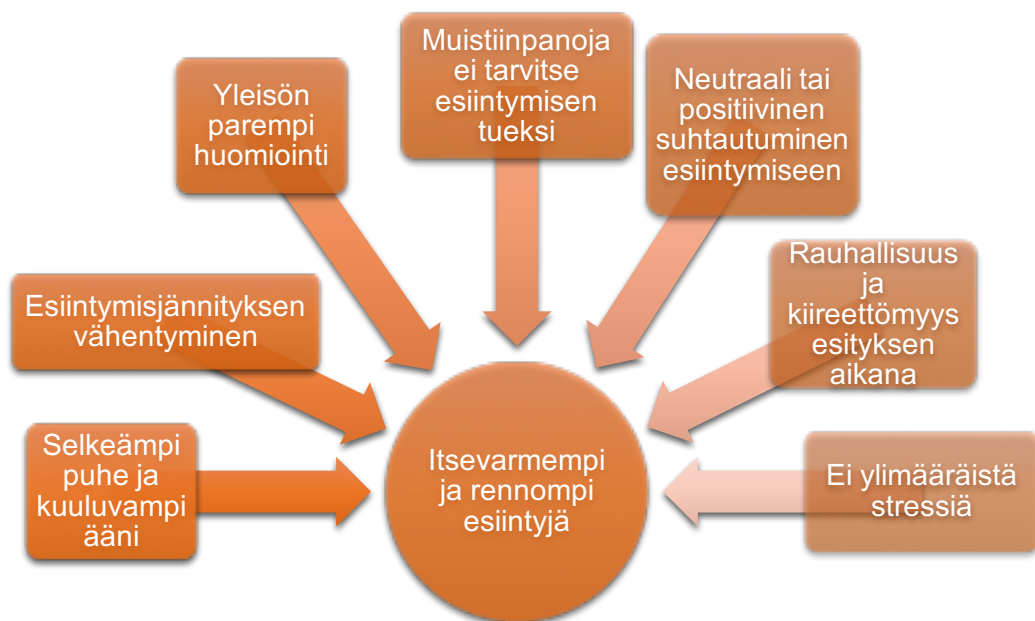 Selkeämpi
puhe ja
kuuluvampi
ääni
Esiintymisjännityksen
vähentyminen
Yleisön
parempi
huomiointi
Muistiinpanoja
ei tarvitse
esiintymisen
tueksi
Neutraali tai
positiivinen
suhtautuminen
esiintymiseen
Rauhallisuus
ja
kiireettömyys
esityksen
aikana
Ei ylimääräistä
stressiä
Itsevarmempi
ja rennompi
esiintyjä